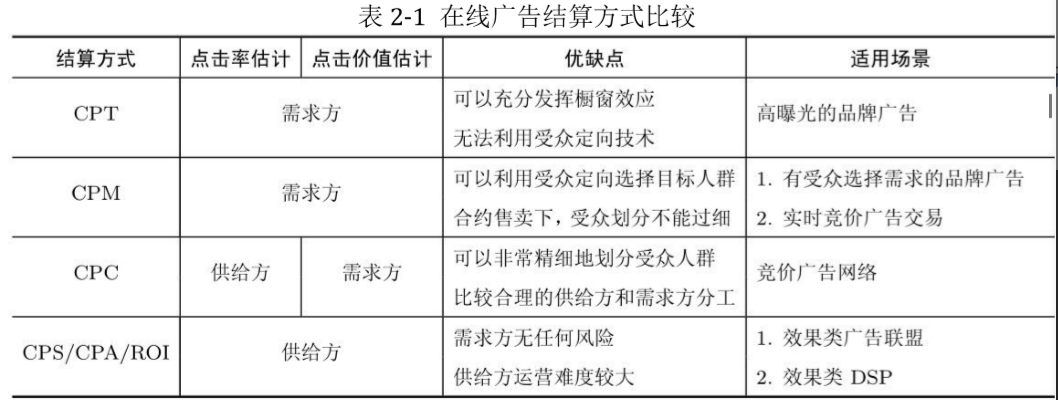 表 2-1 在线广告结算方式比较
结算方式 点击率估计 点击价值估计 优缺点 适用场景
CPT 需求方 可以充分发挥橱窗效应 高曝光的品牌广告
无法利用受众定向技术
CPM 需求方 可以利用受众定向选择目标人群 1. 有受众选择需求的品牌广告
合约售卖下，受众划分不能过细 2. 实时竞价广告交易
CPC 供给方 需求方 可以非常精细地划分受众人群 竞价广告网络
比较合理的供给方和需求方分工
CPS/CPA/ROI 供给方 需求方无任何风险 1. 效果类广告联盟
供给方运营难度较大 2. 效果类 DSP